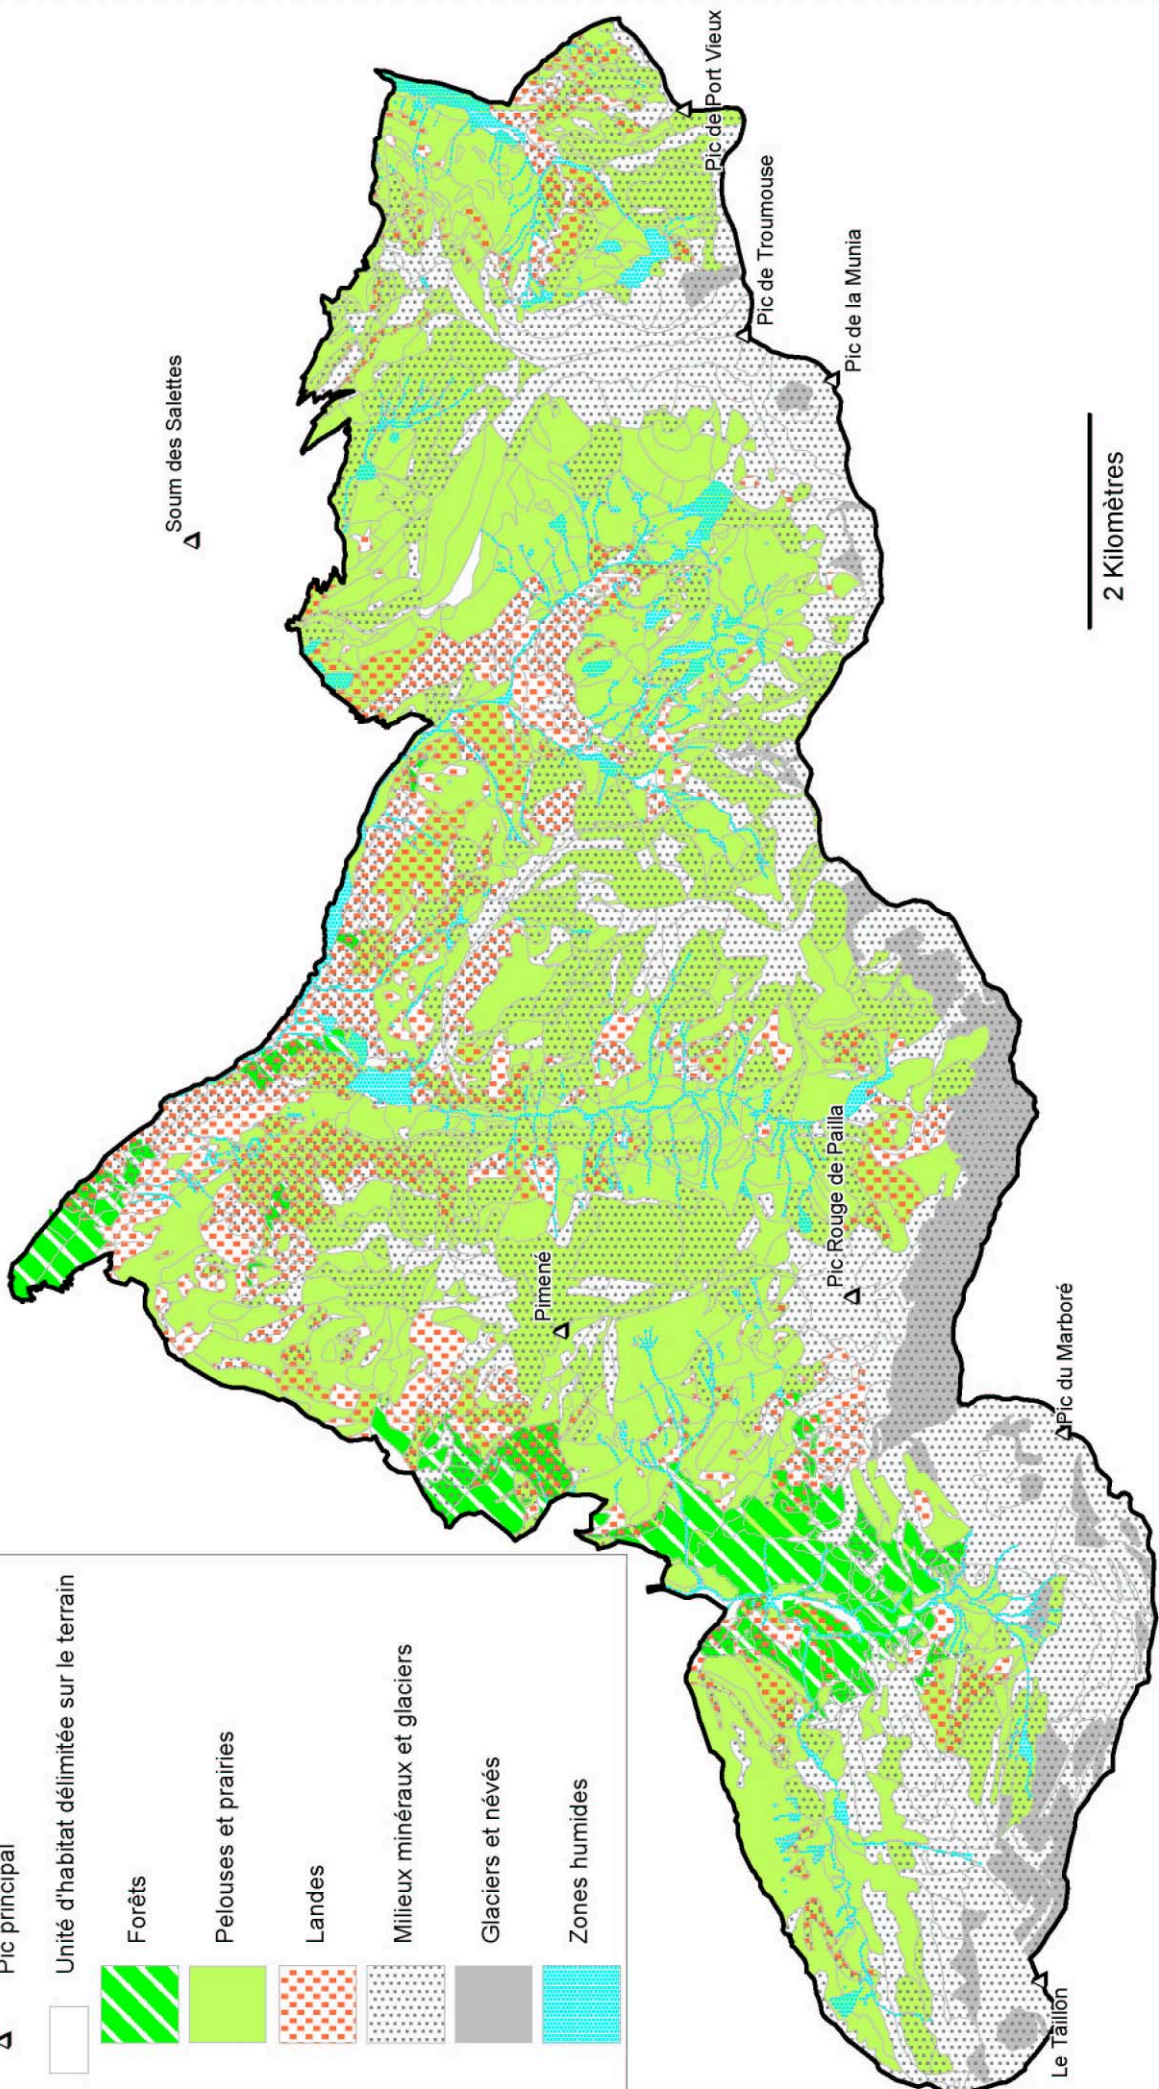 Pic principal
Unité d'habitat délimitée sur le terrain
Forêts
Pelouses et prairies
Landes
Milieux minéraux et glaciers
Glaciers et névés
Zones humides
Le Taillon
Pic du Marboré
Pimené
Pic Rouge de Pailla
Soum des Salettes
2 Kilomètres
Pic de la Munia
Pic de Troumouse
Pic de Port Vieux